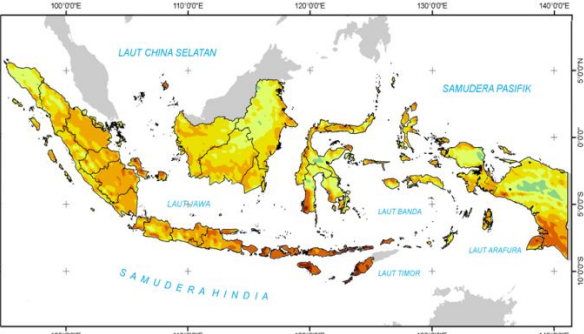 100°0'0"E 110°0'0"E 120°0'0"E 130°0'0"E 140°0'0"E
LAUT CHINA SELATAN
5°0'0"N
SAMUDERA PASIFIK
0°0'0"
LAUT JAWA
5°0'0"S
LAUT BANDA
LAUT ARAFURA
LAUT TIMOR
10°0'0"S
SAMUDERA HINDIA